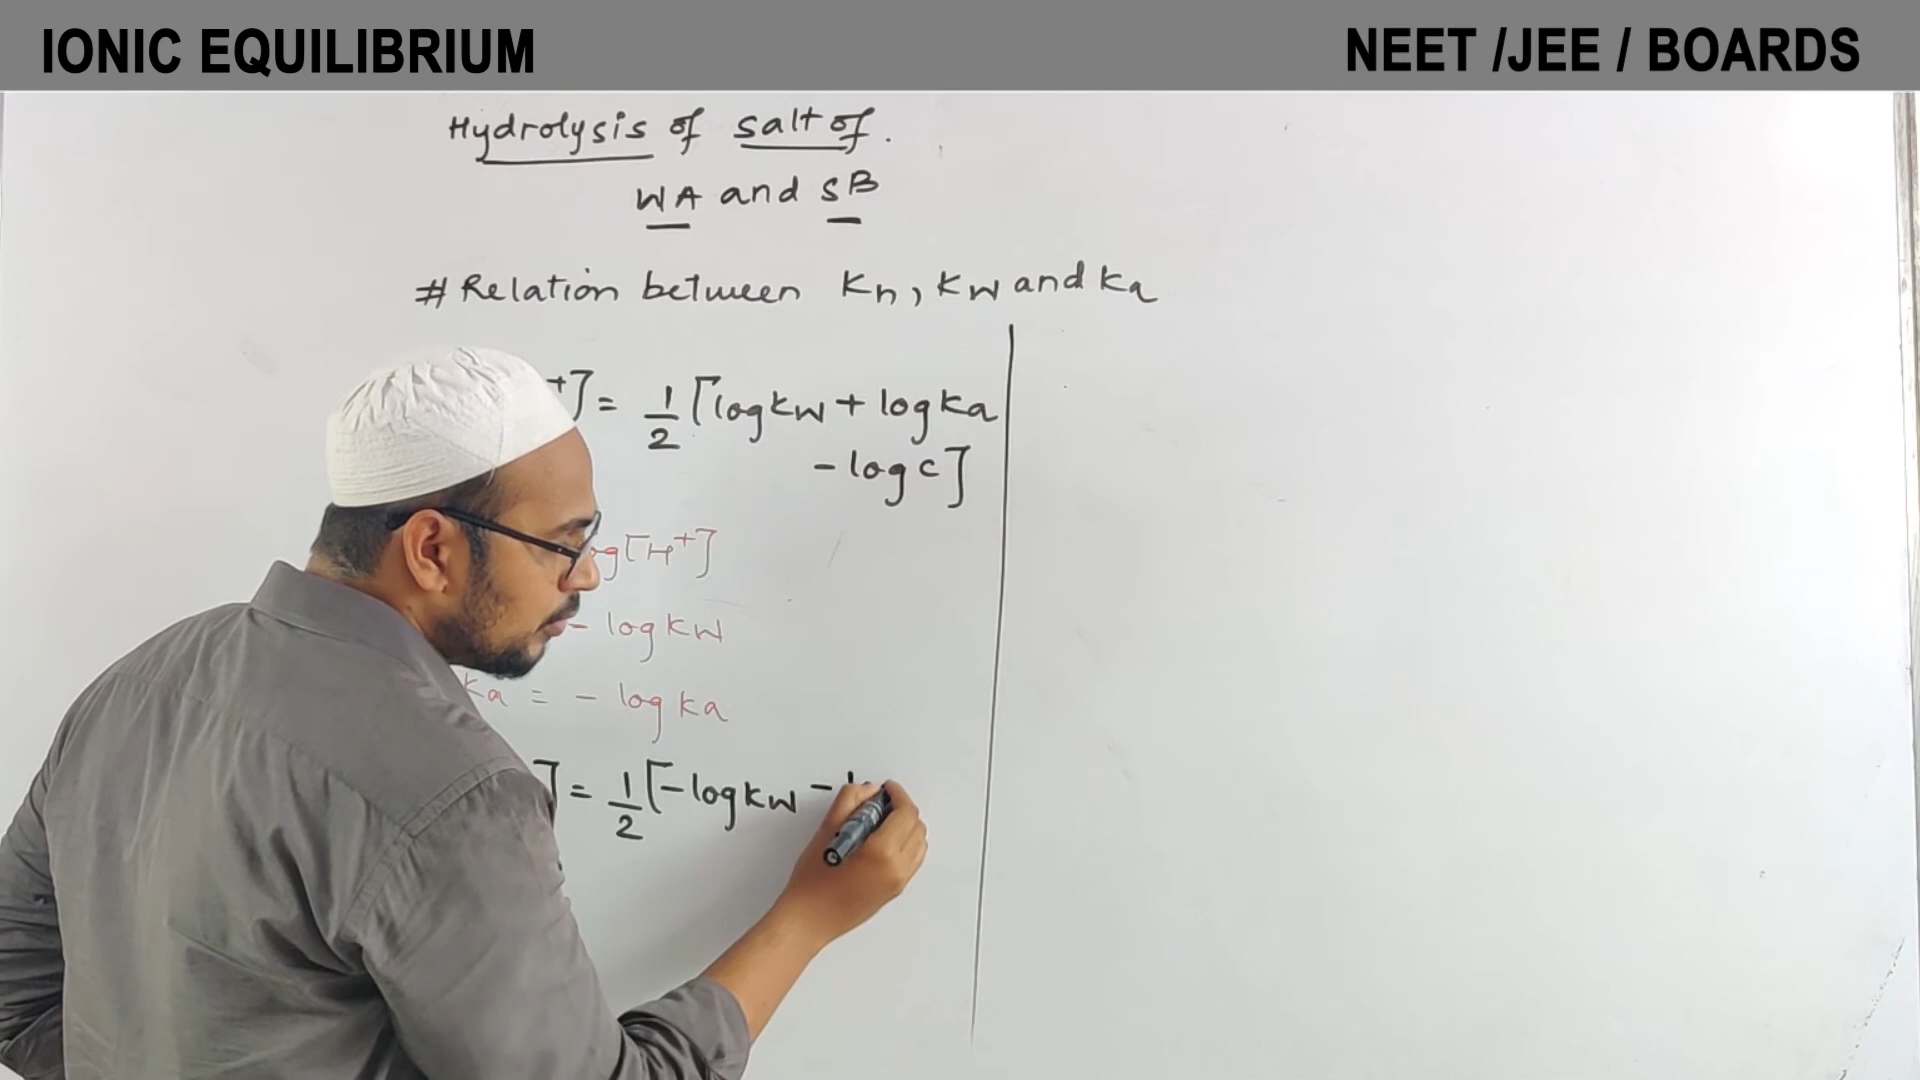 IONIC EQUILIBRIUM
NEET /JEE / BOARDS
Hydrolysis of salt of.
WA and SB
# Relation between Kh, Kw and Ka
+] = 1/2 [log Kw + log Ka
- log C]
og[H+]
- log Kw
Ka = - log Ka
] = 1/2 [- log Kw -